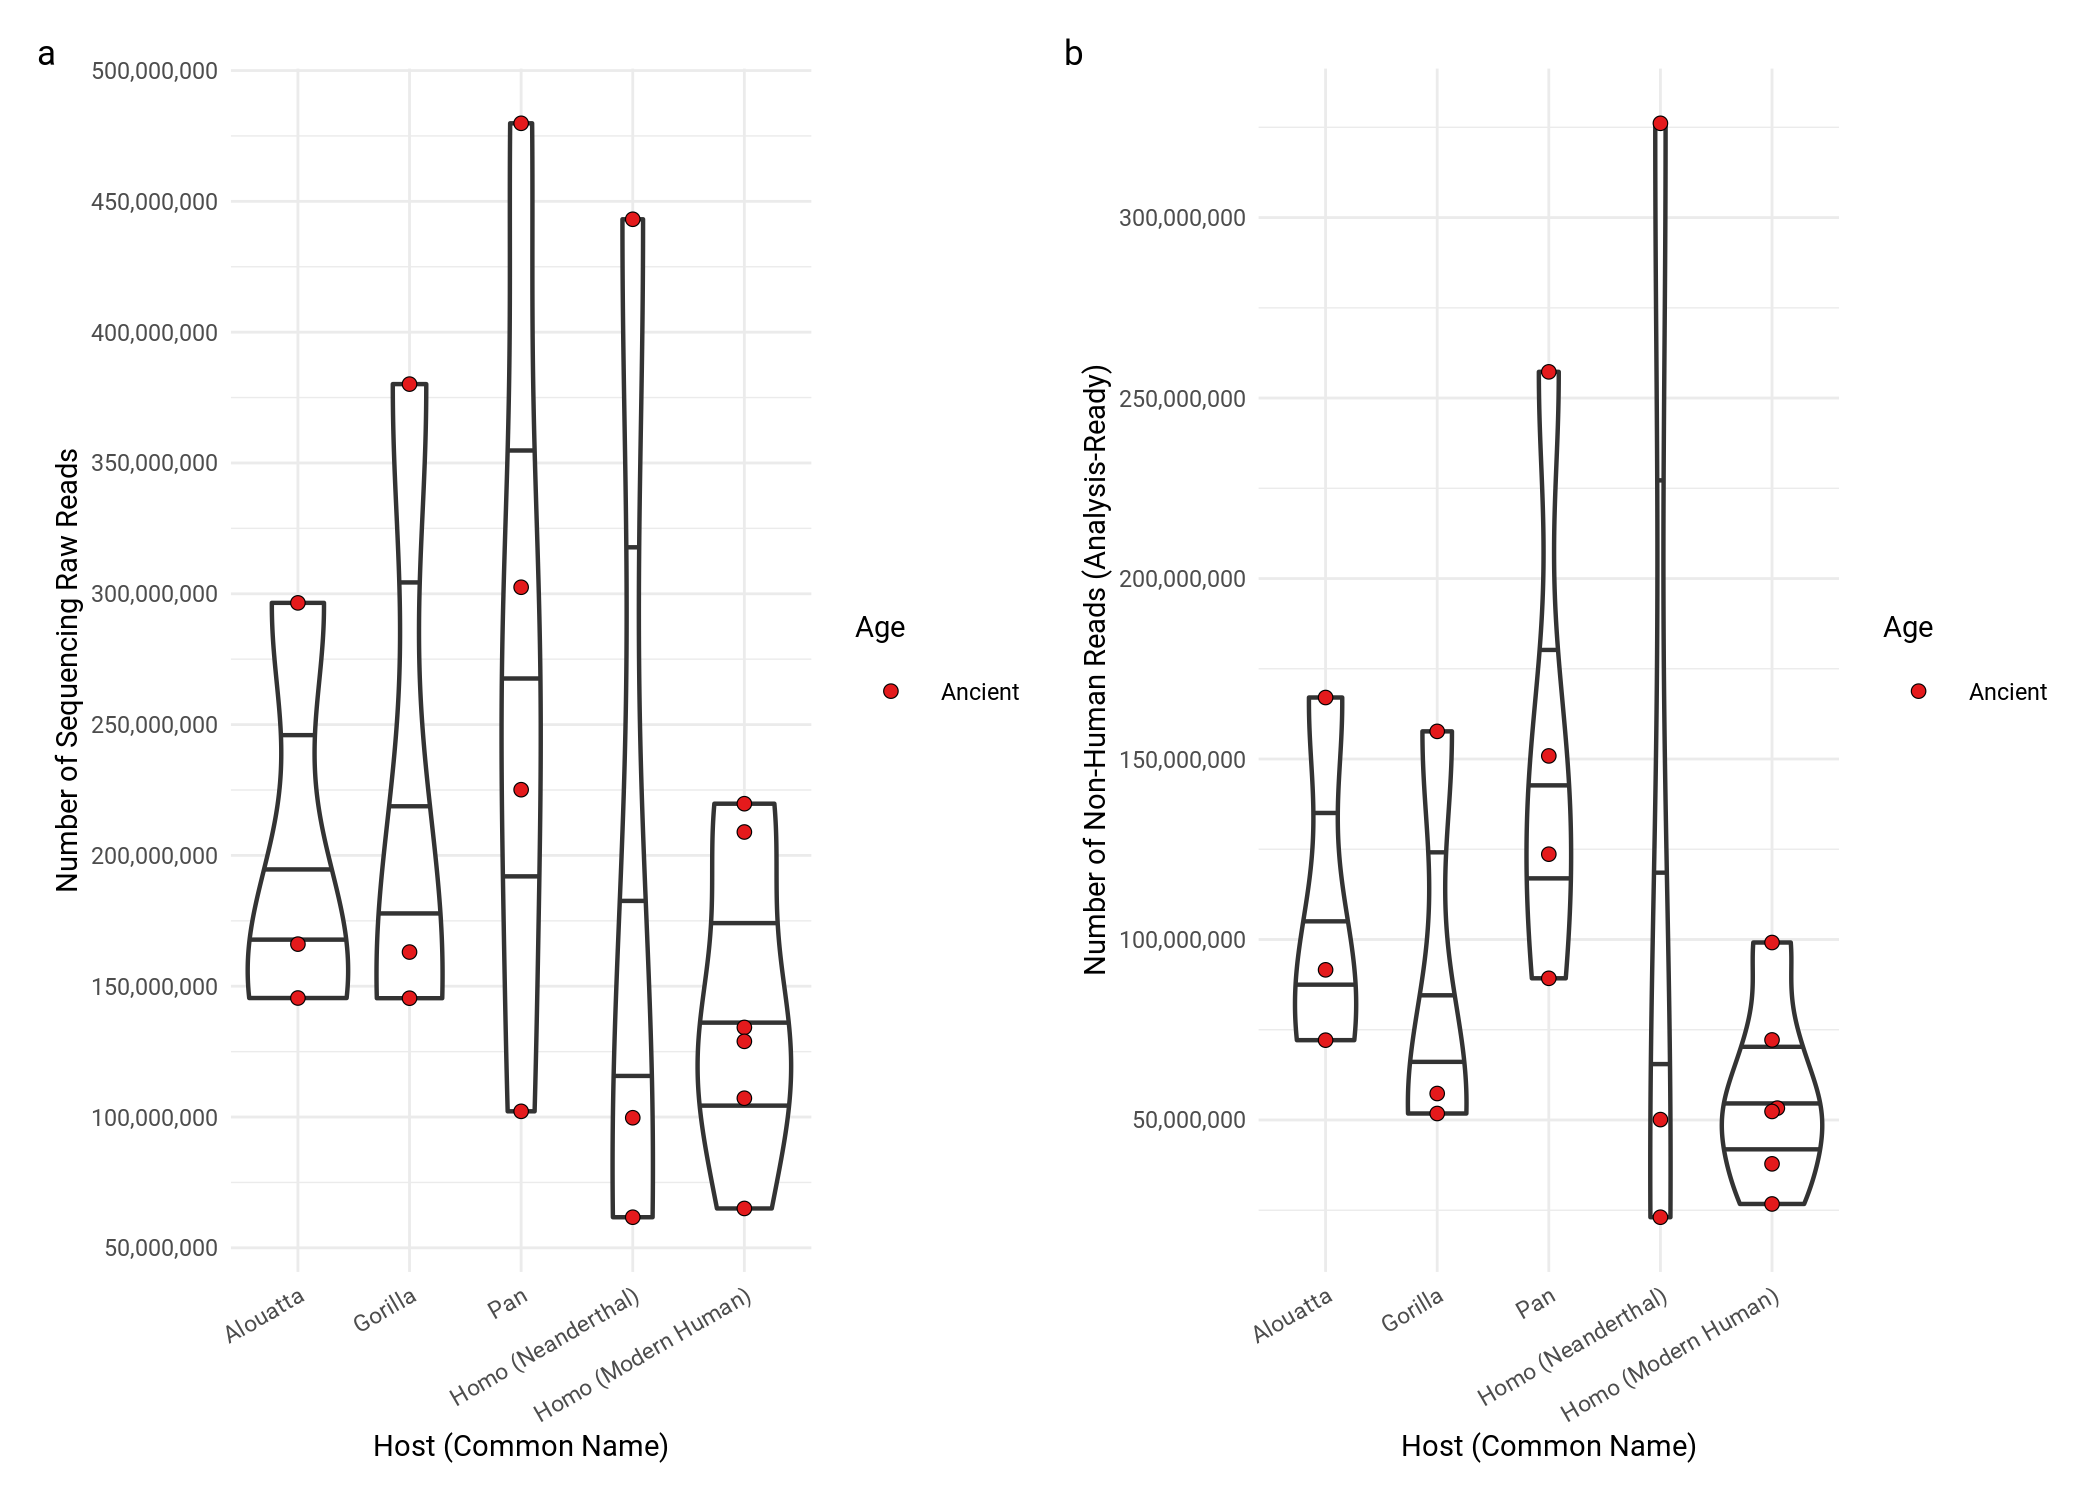 a
500,000,000
450,000,000
400,000,000
350,000,000
300,000,000
250,000,000
200,000,000
150,000,000
100,000,000
50,000,000
Number of Sequencing Raw Reads
Alouatta
Gorilla
Pan
Homo (Neanderthal)
Homo (Modern Human)
Host (Common Name)
Age
Ancient
b
300,000,000
250,000,000
200,000,000
150,000,000
100,000,000
50,000,000
Number of Non-Human Reads (Analysis-Ready)
Alouatta
Gorilla
Pan
Homo (Neanderthal)
Homo (Modern Human)
Host (Common Name)
Age
Ancient